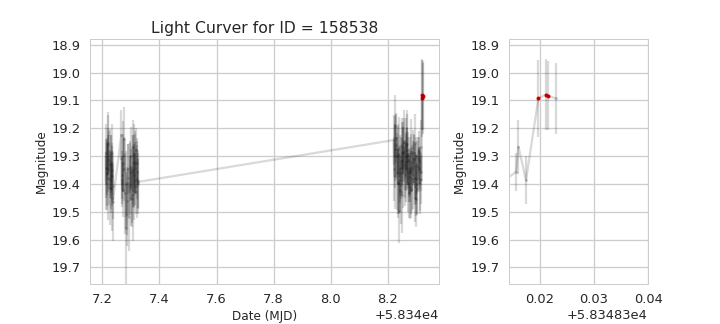 Light Curver for ID = 158538
18.9
19.0
19.1
19.2
19.3
19.4
19.5
19.6
19.7
Magnitude
7.2 7.4 7.6 7.8 8.0 8.2
Date (MJD)
+5.834e4
18.9
19.0
19.1
19.2
19.3
19.4
19.5
19.6
19.7
Magnitude
0.02 0.03 0.04
+5.83483e4